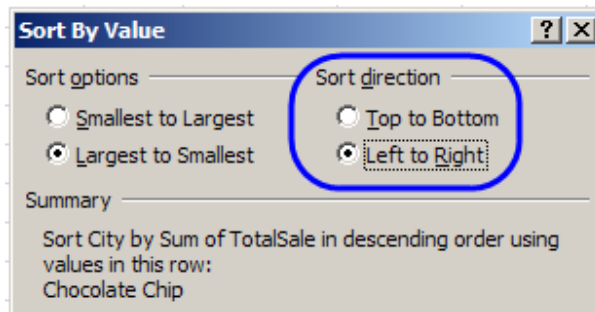 Sort By Value
Sort options
Sort direction
Smallest to Largest
Top to Bottom
Largest to Smallest
Left to Right
Summary
Sort City by Sum of TotalSale in descending order using
values in this row:
Chocolate Chip